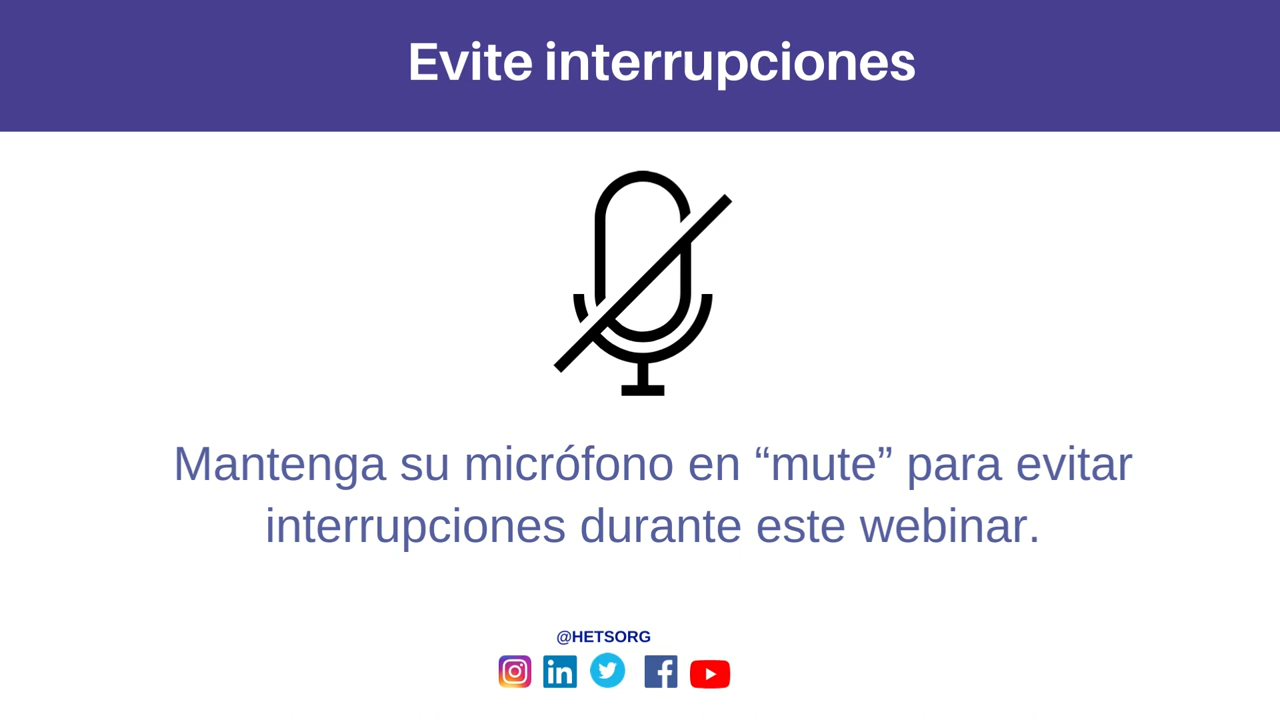 Evite interrupciones
Mantenga su micrófono en “mute” para evitar
interrupciones durante este webinar.
@HETSORG